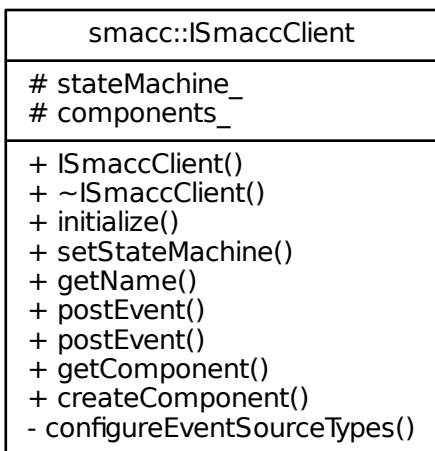 smacc::ISmaccClient
# stateMachine_
# components_
+ ISmaccClient()
+ ~ISmaccClient()
+ initialize()
+ setStateMachine()
+ getName()
+ postEvent()
+ postEvent()
+ getComponent()
+ createComponent()
- configureEventSourceTypes()